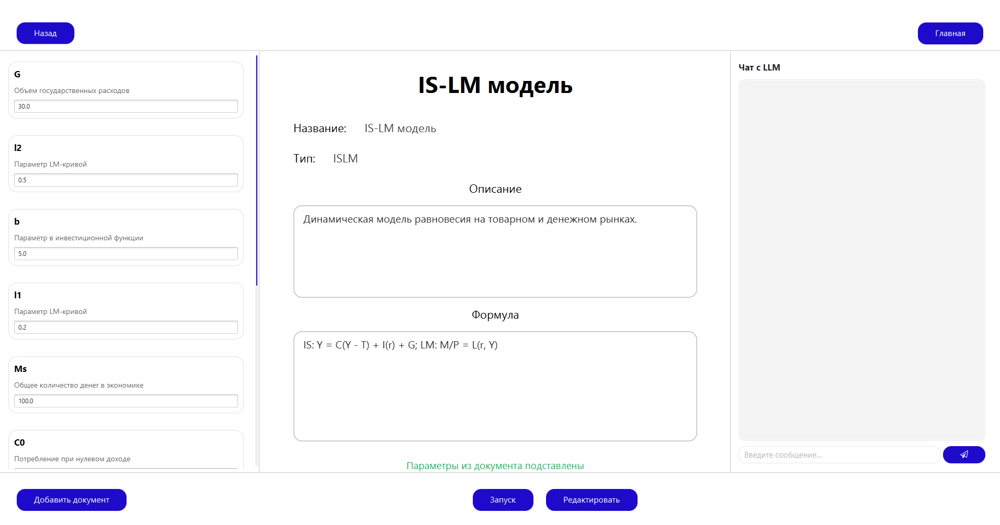 Назад
Главная
G
Объем государственных расходов
30.0
l2
Параметр LM-кривой
0.5
b
Параметр в инвестиционной функции
5.0
l1
Параметр LM-кривой
0.2
Ms
Общее количество денег в экономике
100.0
C0
Потребление при нулевом доходе
IS-LM модель
Название: IS-LM модель
Тип: ISLM
Описание
Динамическая модель равновесия на товарном и денежном рынках.
Формула
IS: Y = C(Y - T) + I(r) + G; LM: M/P = L(r, Y)
Параметры из документа подставлены
Чат с LLM
Введите сообщение...
Добавить документ
Запуск
Редактировать